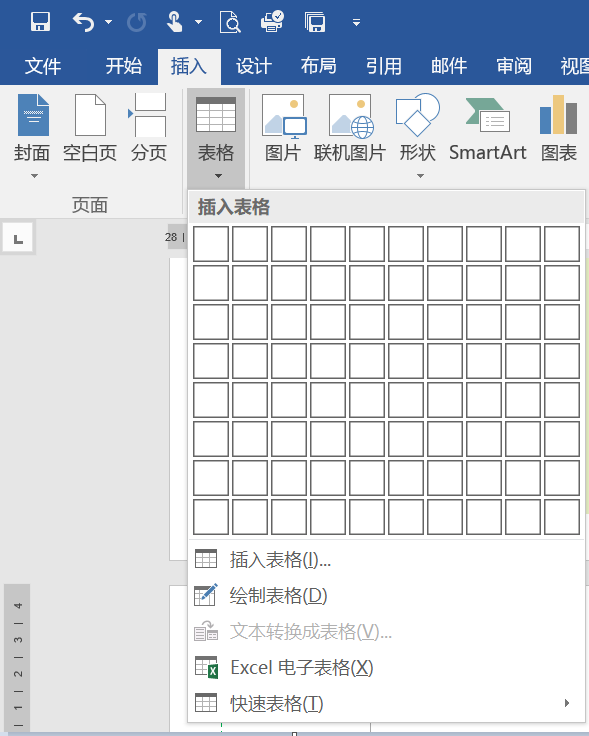 文件 开始 插入 设计 布局 引用 邮件 审阅 视图
封面 空白页 分页 表格 图片 联机图片 形状 SmartArt 图表
页面
插入表格
28
插入表格(I)...
绘制表格(D)
文本转换成表格(V)...
Excel 电子表格(X)
快速表格(T)
4
3
2
1